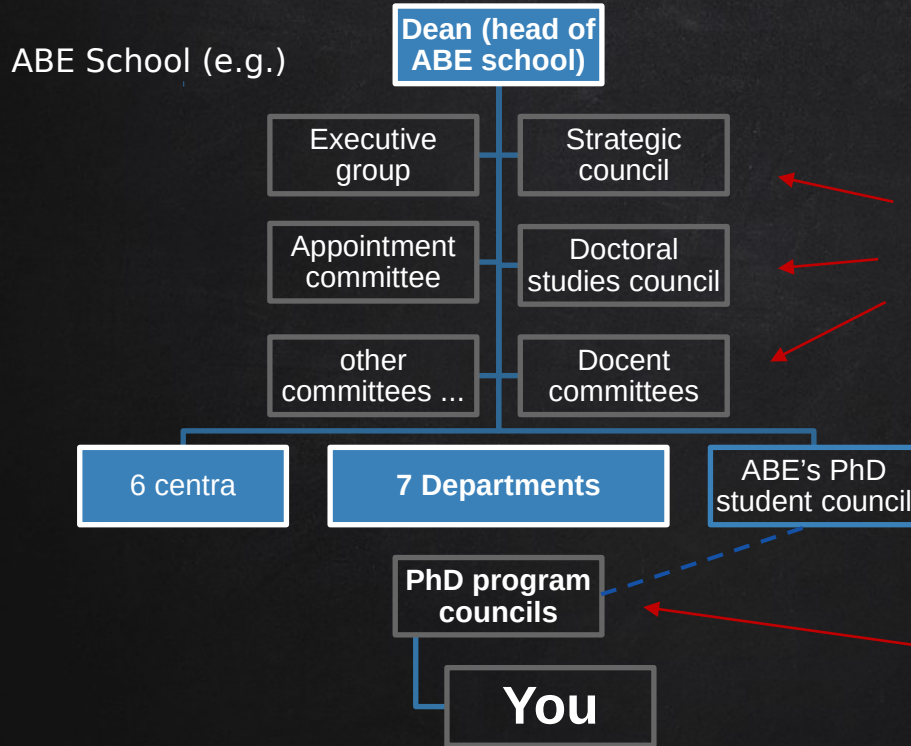 ABE School (e.g.)
Dean (head of
ABE school)
Executive
group
Strategic
council
Appointment
committee
Doctoral
studies council
other
committees ...
Docent
committees
6 centra
7 Departments
ABE’s PhD
student council
PhD program
councils
You